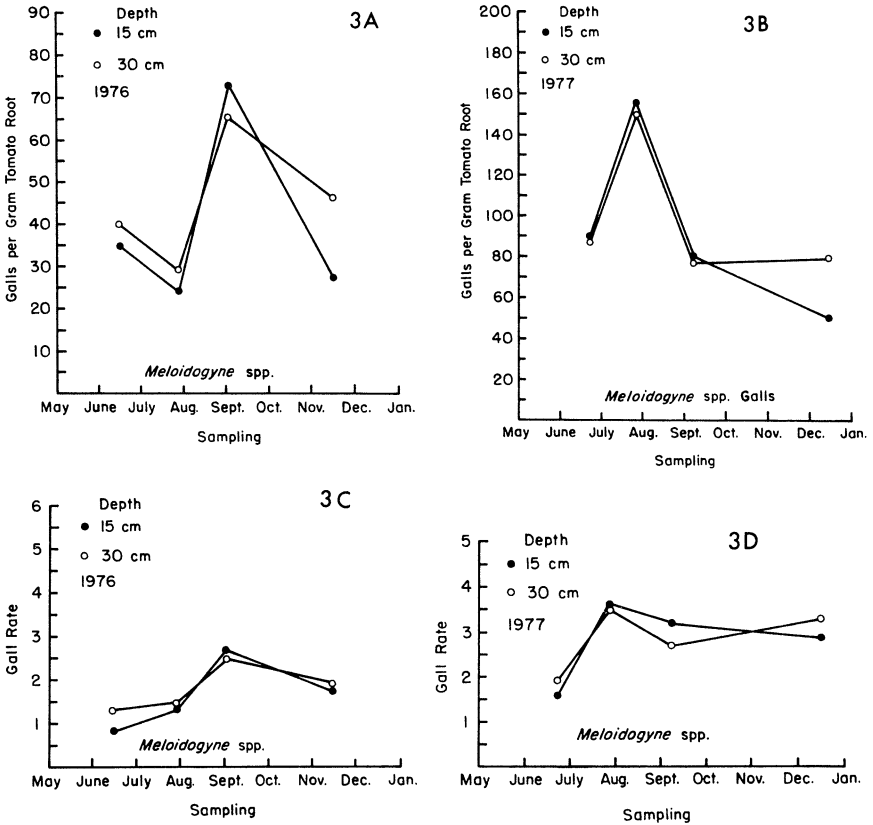 3A
Depth
15 cm
30 cm
1976
90
80
70
60
50
40
30
20
10
Galls per Gram Tomato Root
Meloidogyne spp.
May June July Aug. Sept. Oct. Nov. Dec. Jan.
Sampling
3B
Depth
15 cm
30 cm
1977
200
180
160
140
120
100
80
60
40
20
Galls per Gram Tomato Root
Meloidogyne spp. Galls
May June July Aug. Sept. Oct. Nov. Dec. Jan.
Sampling
3C
Depth
15 cm
30 cm
1976
6
5
4
3
2
1
Gall Rate
Meloidogyne spp.
May June July Aug. Sept. Oct. Nov. Dec. Jan.
Sampling
3D
Depth
15 cm
30 cm
1977
5
4
3
2
1
Gall Rate
Meloidogyne spp.
May June July Aug. Sept. Oct. Nov. Dec. Jan.
Sampling